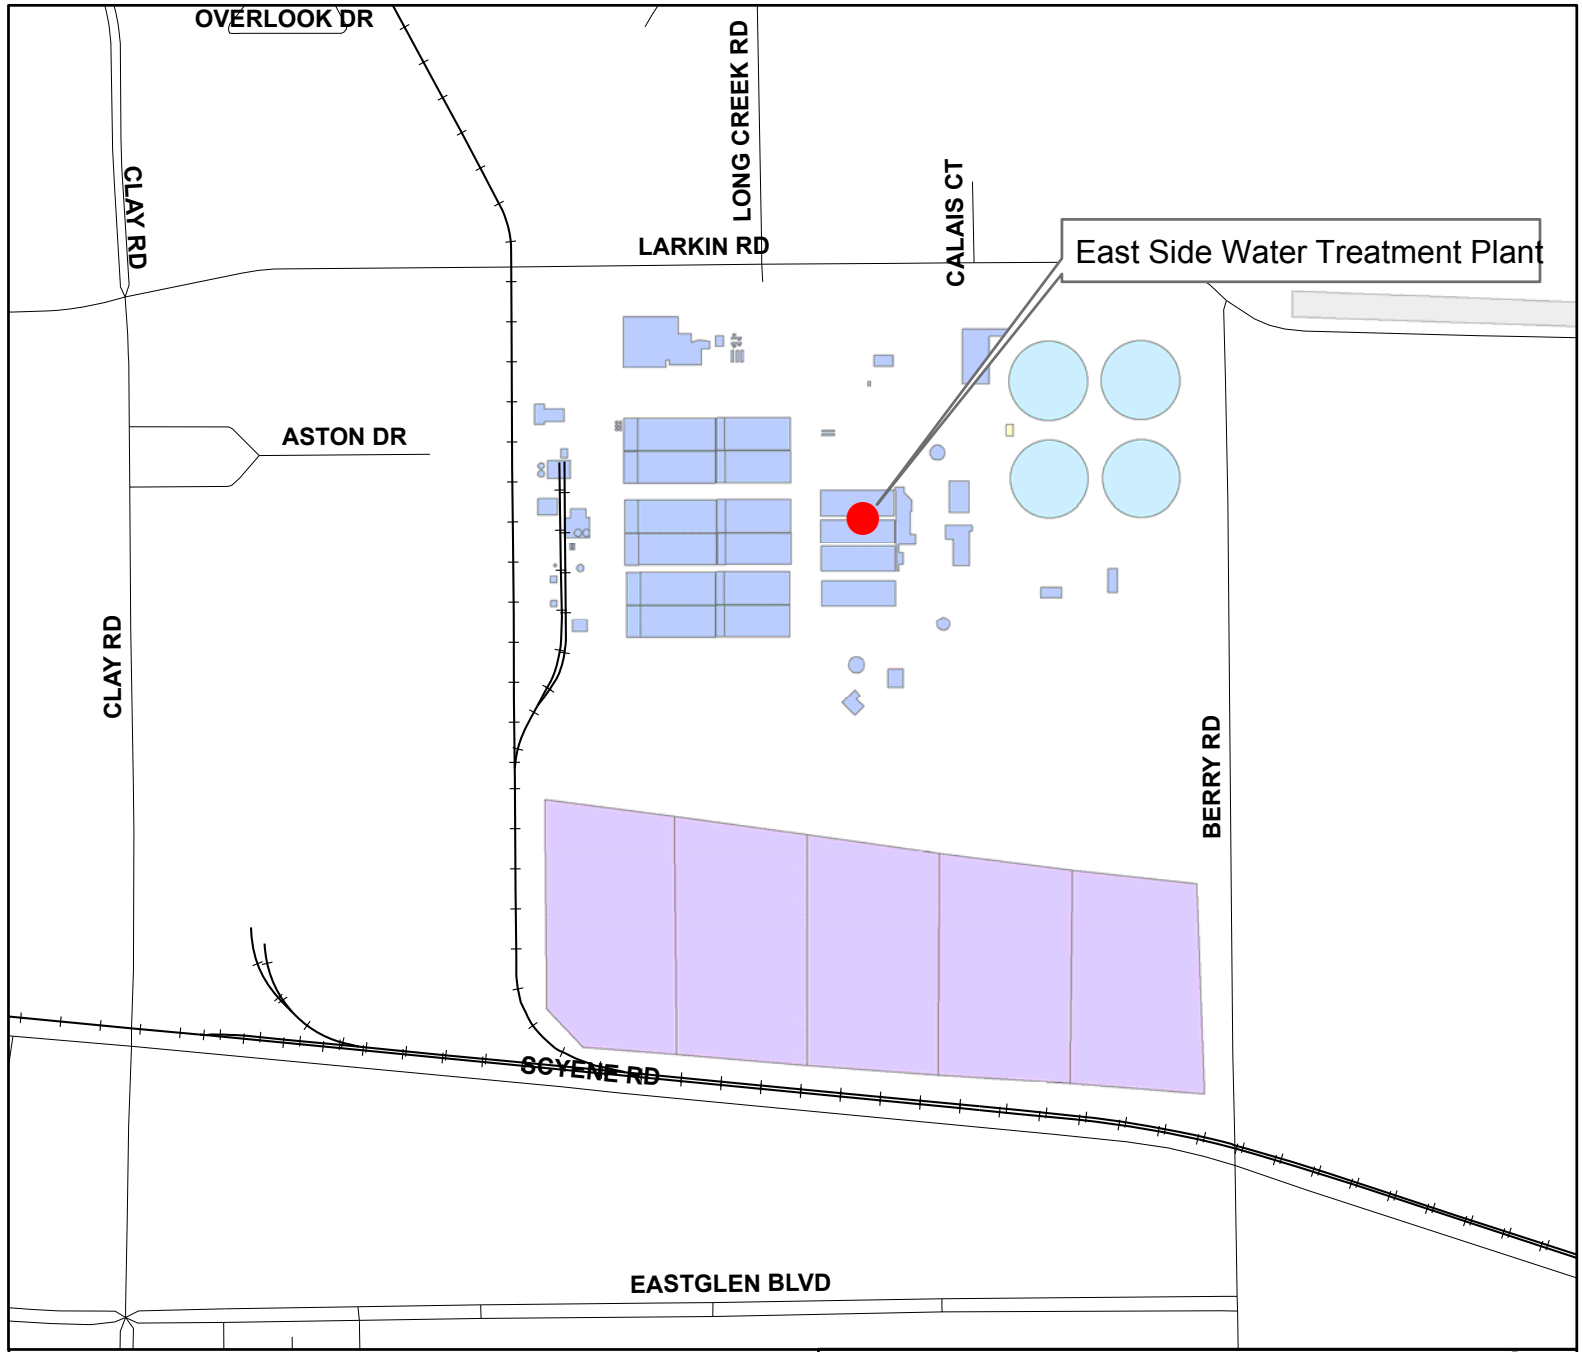 OVERLOOK DR
LONG CREEK RD
CLAY RD
CALAIS CT
LARKIN RD
East Side Water Treatment Plant
ASTON DR
CLAY RD
BERRY RD
SCYENE RD
EASTGLEN BLVD